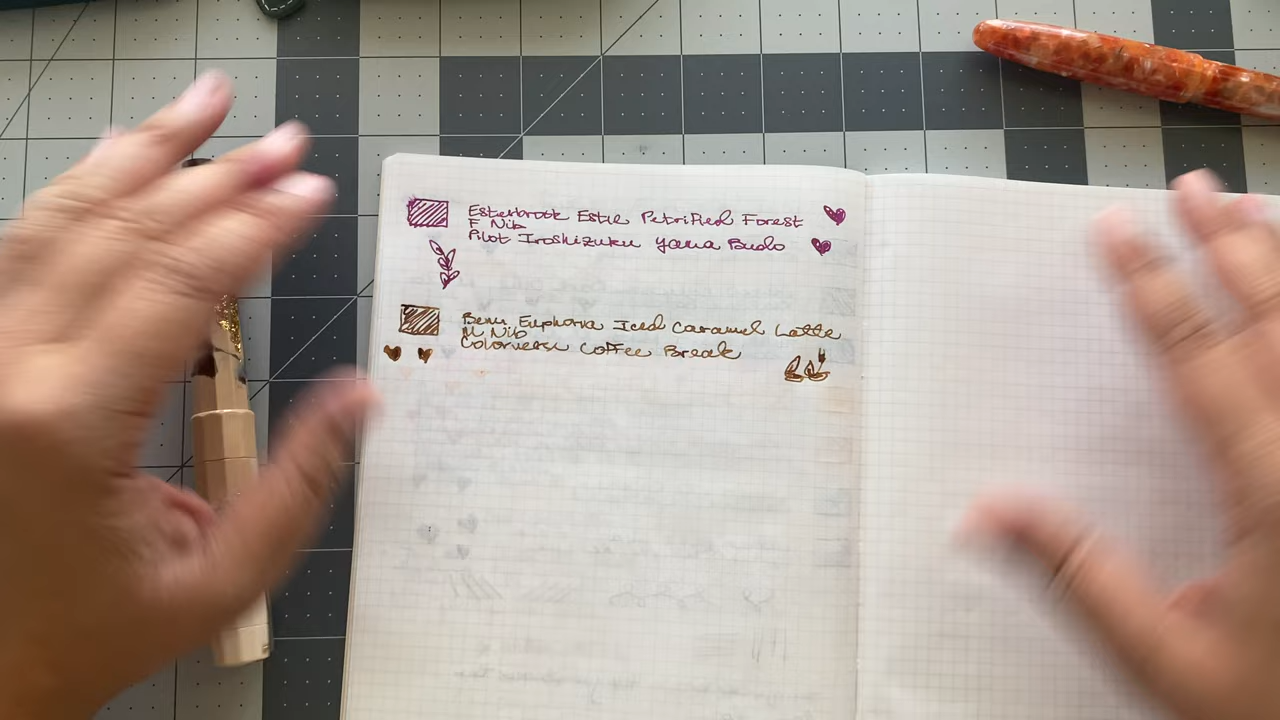 Esterbrook Estie Petrified Forest
F Nib
Pilot Iroshizuku Yama Budo
Benu Euphoria Iced Caramel Latte
M Nib
Colorverse Coffee Break